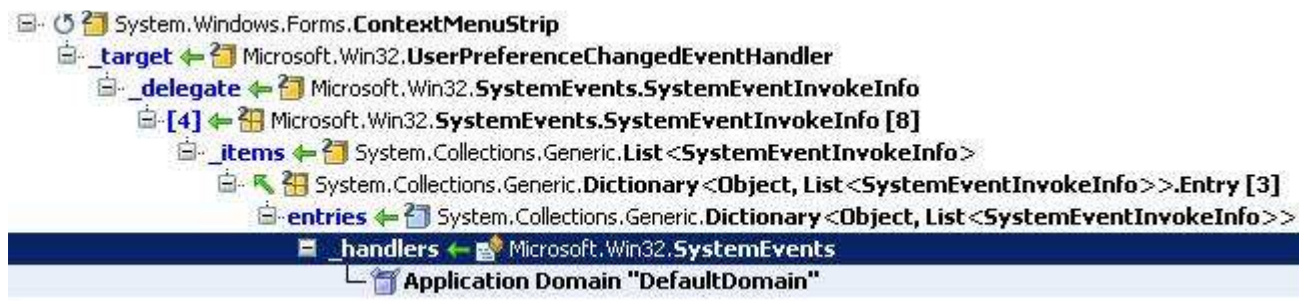 System.Windows.Forms.ContextMenuStrip
_target Microsoft.Win32.UserPreferenceChangedEventHandler
_delegate Microsoft.Win32.SystemEvents.SystemEventInvokeInfo
[4] Microsoft.Win32.SystemEvents.SystemEventInvokeInfo [8]
_items System.Collections.Generic.List<SystemEventInvokeInfo>
System.Collections.Generic.Dictionary<Object, List<SystemEventInvokeInfo>>.Entry [3]
entries System.Collections.Generic.Dictionary<Object, List<SystemEventInvokeInfo>>
_handlers Microsoft.Win32.SystemEvents
Application Domain "DefaultDomain"